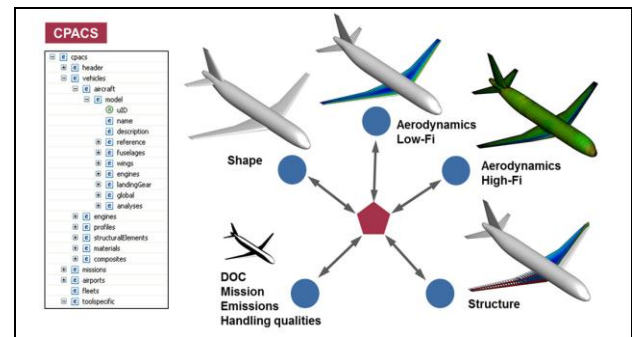 CPACS
cpacs
header
vehicles
aircraft
model
uID
name
description
reference
fuselages
wings
engines
landingGear
global
analyses
engines
profiles
structuralElements
materials
composites
missions
airports
fleets
toolspecific
Shape
Aerodynamics
Low-Fi
Aerodynamics
High-Fi
DOC
Mission
Emissions
Handling qualities
Structure